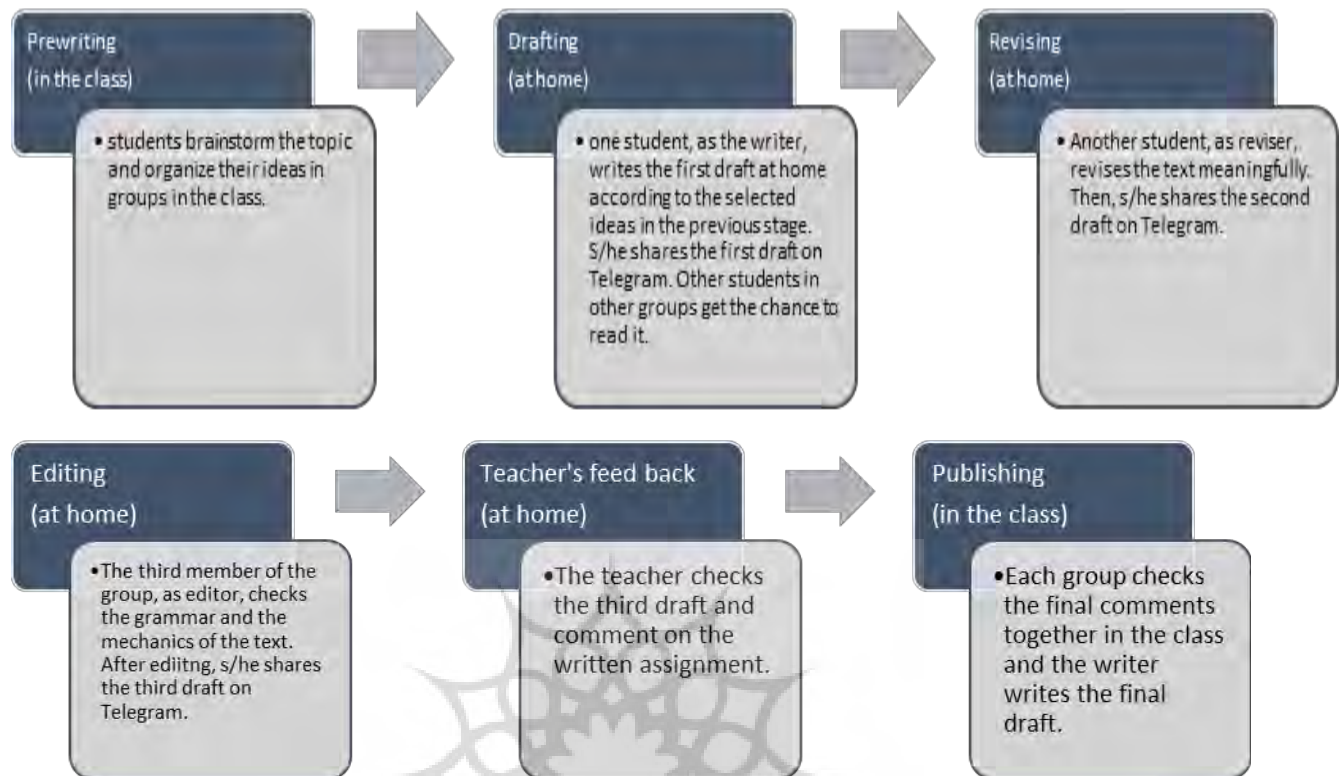 Prewriting
(in the class)
• students brainstorm the topic
and organize their ideas in
groups in the class.
Drafting
(at home)
• one student, as the writer,
writes the first draft at home
according to the selected
ideas in the previous stage.
S/he shares the first draft on
Telegram. Other students in
other groups get the chance to
read it.
Revising
(at home)
• Another student, as reviser,
revises the text meaningfully.
Then, s/he shares the second
draft on Telegram.
Editing
(at home)
•The third member of the
group, as editor, checks
the grammar and the
mechanics of the text.
After ediitng, s/he shares
the third draft on
Telegram.
Teacher's feed back
(at home)
•The teacher checks
the third draft and
comment on the
written assignment.
Publishing
(in the class)
•Each group checks
the final comments
together in the class
and the writer
writes the final
draft.